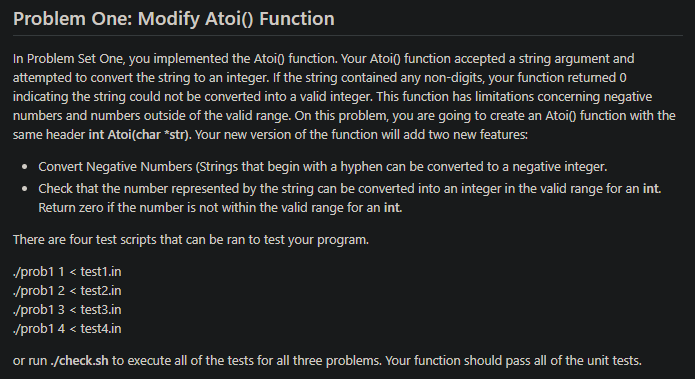 Problem One: Modify Atoi() Function
In Problem Set One, you implemented the Atoi() function. Your Atoi() function accepted a string argument and
attempted to convert the string to an integer. If the string contained any non-digits, your function returned 0
indicating the string could not be converted into a valid integer. This function has limitations concerning negative
numbers and numbers outside of the valid range. On this problem, you are going to create an Atoi() function with the
same header int Atoi(char *str). Your new version of the function will add two new features:
• Convert Negative Numbers (Strings that begin with a hyphen can be converted to a negative integer.
• Check that the number represented by the string can be converted into an integer in the valid range for an int.
Return zero if the number is not within the valid range for an int.
There are four test scripts that can be ran to test your program.
./prob1 1 < test1.in
./prob1 2 < test2.in
./prob1 3 < test3.in
./prob1 4 < test4.in
or run ./check.sh to execute all of the tests for all three problems. Your function should pass all of the unit tests.